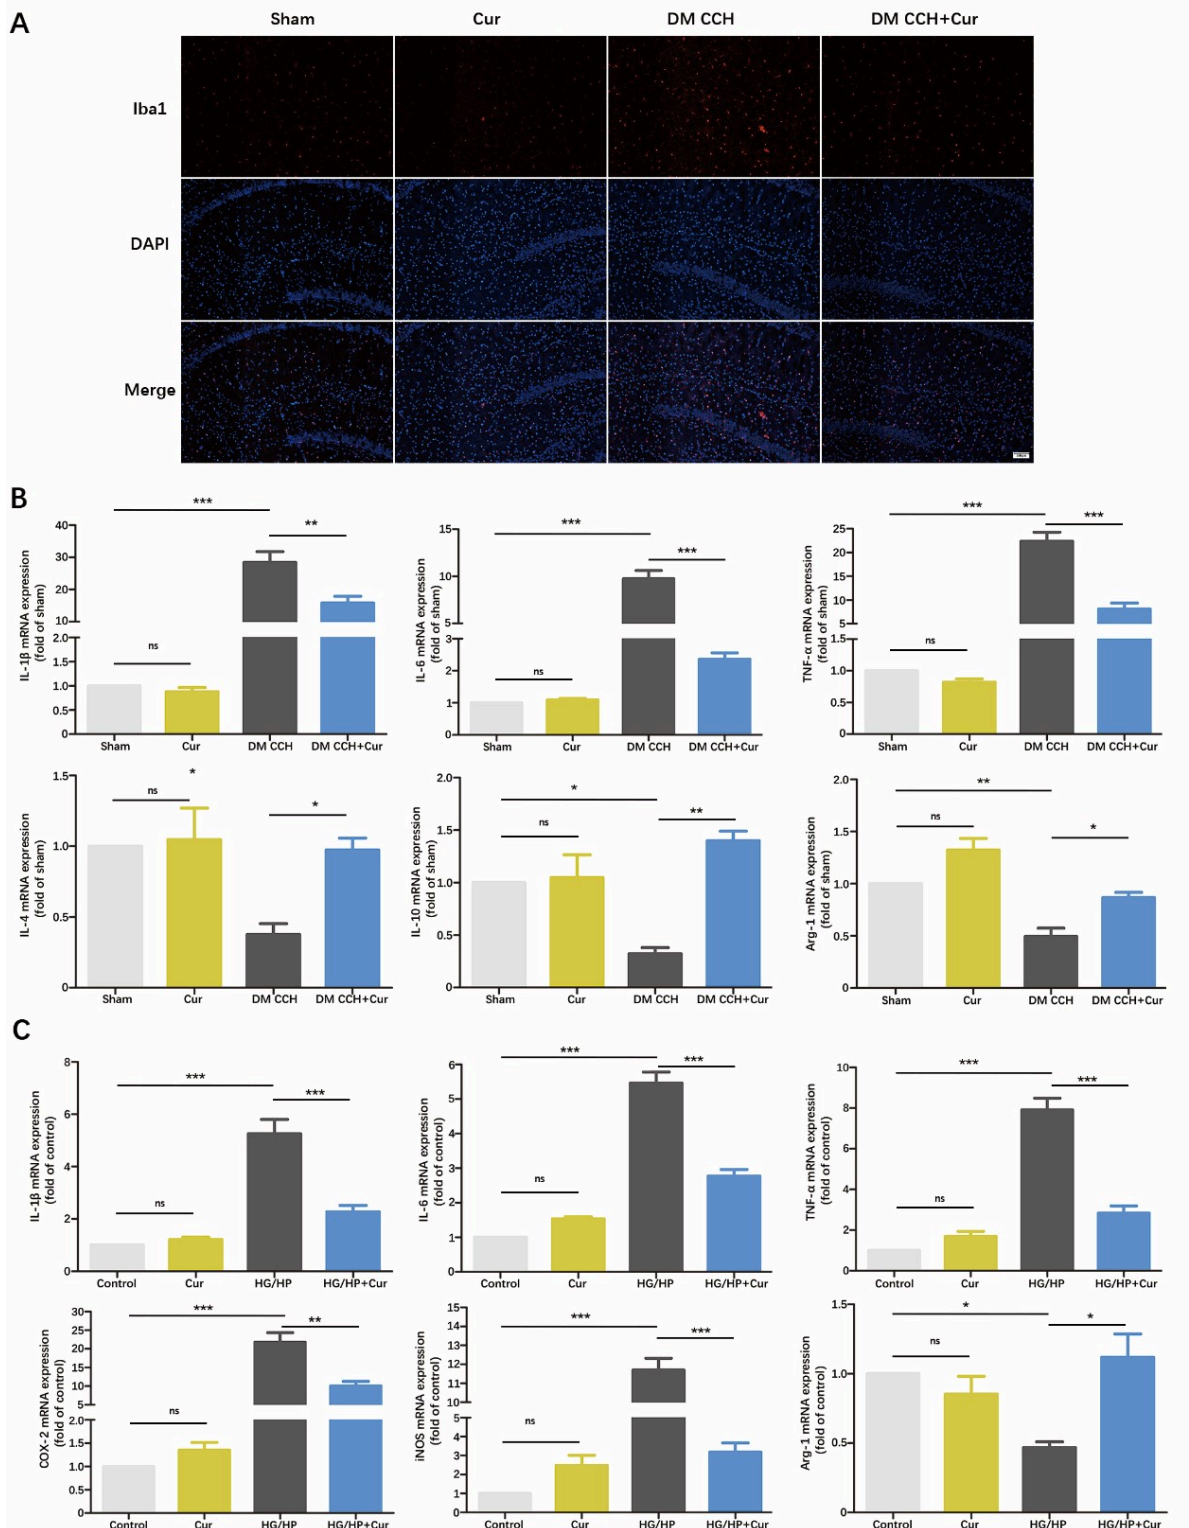 A
Sham Cur DM CCH DM CCH+Cur
Iba1
DAPI
Merge
B
IL-1β mRNA expression
(fold of sham)
40
30
20
10
2.0
1.5
1.0
0.5
0
***
**
ns
Sham Cur DM CCH DM CCH+Cur
IL-6 mRNA expression
(fold of sham)
15
10
5
3
2
1
0
***
***
ns
Sham Cur DM CCH DM CCH+Cur
TNF-α mRNA expression
(fold of sham)
25
20
15
10
5
1.5
1.0
0.5
0
***
***
ns
Sham Cur DM CCH DM CCH+Cur
IL-4 mRNA expression
(fold of sham)
1.5
1.0
0.5
0
*
ns
*
Sham Cur DM CCH DM CCH+Cur
IL-10 mRNA expression
(fold of sham)
2.0
1.5
1.0
0.5
0
*
**
ns
Sham Cur DM CCH DM CCH+Cur
Arg-1 mRNA expression
(fold of sham)
2.0
1.5
1.0
0.5
0
**
ns
*
Sham Cur DM CCH DM CCH+Cur
C
IL-1β mRNA expression
(fold of control)
8
6
4
2
0
***
***
ns
Control Cur HG/HP HG/HP+Cur
IL-6 mRNA expression
(fold of control)
6
5
4
3
2
1
0
***
***
ns
Control Cur HG/HP HG/HP+Cur
TNF-α mRNA expression
(fold of control)
10
8
6
4
2
0
***
***
ns
Control Cur HG/HP HG/HP+Cur
COX-2 mRNA expression
(fold of control)
30
25
20
15
10
5
2.0
1.5
1.0
0.5
0
***
**
ns
Control Cur HG/HP HG/HP+Cur
iNOS mRNA expression
(fold of control)
15
14
13
12
11
10
5
4
3
2
1
0
***
***
ns
Control Cur HG/HP HG/HP+Cur
Arg-1 mRNA expression
(fold of control)
1.5
1.0
0.5
0
*
*
ns
Control Cur HG/HP HG/HP+Cur